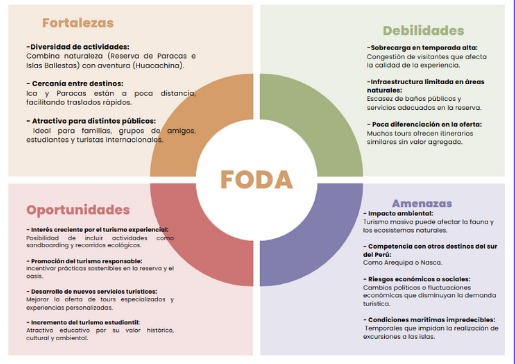 Fortalezas
-Diversidad de actividades:
Combina naturaleza (Reserva de Paracas e
Islas Ballestas) con aventura (Huacachina).
- Cercanía entre destinos:
Ica y Paracas están a poca distancia,
facilitando traslados rápidos.
- Atractivo para distintos públicos:
Ideal para familias, grupos de amigos,
estudiantes y turistas internacionales.
Debilidades
-Sobrecarga en temporada alta:
Congestión de visitantes que afecta
la calidad de la experiencia.
-Infraestructura limitada en áreas
naturales:
Escasez de baños públicos y
servicios adecuados en la reserva.
- Poca diferenciación en la oferta:
Muchos tours ofrecen itinerarios
similares sin valor agregado.
FODA
Oportunidades
- Interés creciente por el turismo experiencial:
Posibilidad de incluir actividades como
sandboarding y recorridos ecológicos.
- Promoción del turismo responsable:
Incentivar prácticas sostenibles en la reserva y el
oasis.
- Desarrollo de nuevos servicios turísticos:
Mejorar la oferta de tours especializados y
experiencias personalizadas.
- Incremento del turismo estudiantil:
Atractivo educativo por su valor histórico,
cultural y ambiental.
Amenazas
- Impacto ambiental:
Turismo masivo puede afectar la fauna y
los ecosistemas naturales.
- Competencia con otros destinos del sur
del Perú:
Como Arequipa o Nasca.
- Riesgos económicos o sociales:
Cambios políticos o fluctuaciones
económicas que disminuyan la demanda
turística.
- Condiciones marítimas impredecibles:
Temporales que impidan la realización de
excursiones a las islas.